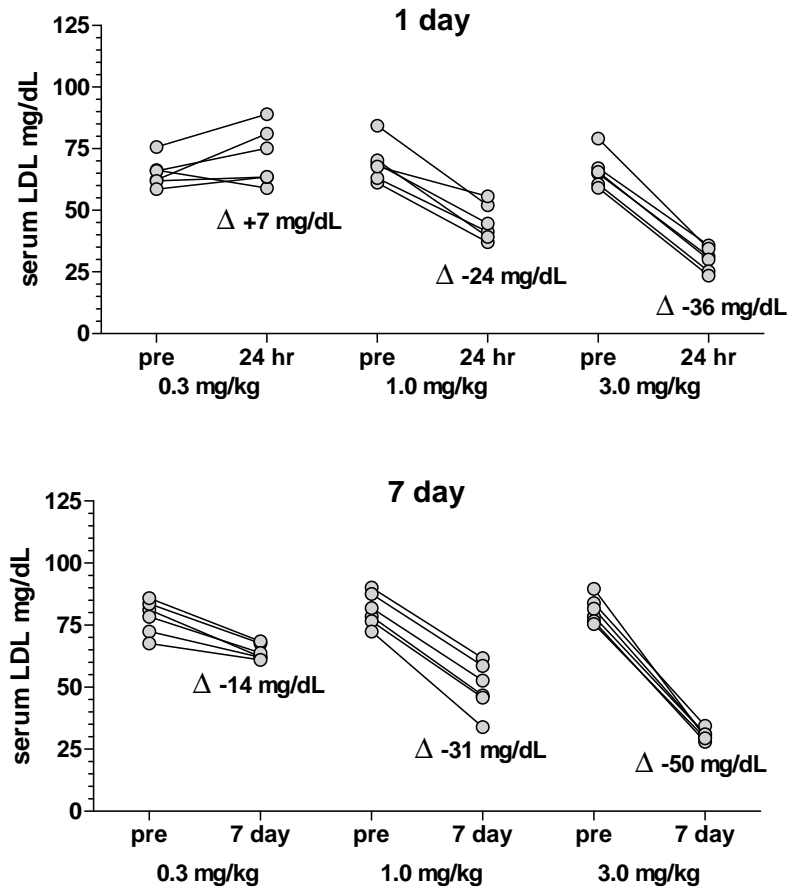 1 day
serum LDL mg/dL
125
100
75
50
25
0
Δ +7 mg/dL
Δ -24 mg/dL
Δ -36 mg/dL
pre 24 hr pre 24 hr pre 24 hr
0.3 mg/kg 1.0 mg/kg 3.0 mg/kg
7 day
serum LDL mg/dL
125
100
75
50
25
0
Δ -14 mg/dL
Δ -31 mg/dL
Δ -50 mg/dL
pre 7 day pre 7 day pre 7 day
0.3 mg/kg 1.0 mg/kg 3.0 mg/kg